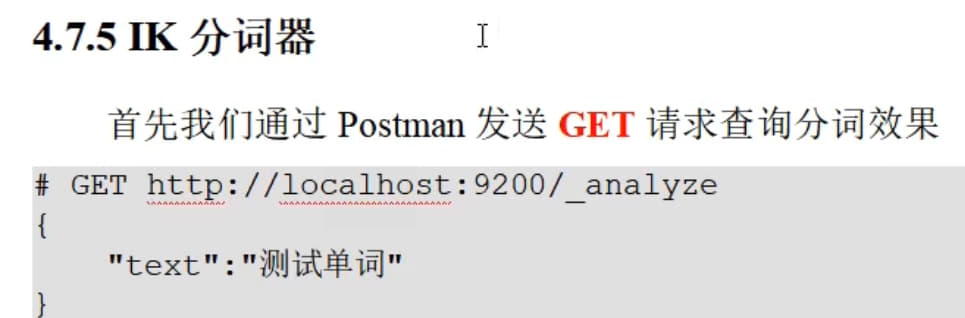 4.7.5 IK 分词器
首先我们通过 Postman 发送 GET 请求查询分词效果
# GET http://localhost:9200/_analyze
{
"text":"测试单词"
}